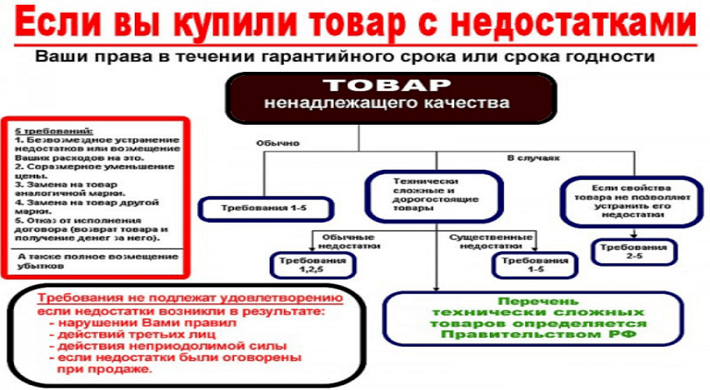 Если вы купили товар с недостатками
Ваши права в течении гарантийного срока или срока годности
ТОВАР
ненадлежащего качества
5 требований:
1. Безвозмездное устранение
недостатков или возмещение
Ваших расходов на это.
2. Соразмерное уменьшение
цены.
3. Замена на товар
аналогичной марки.
4. Замена на товар другой
марки.
5. Отказ от исполнения
договора (возврат товара и
получение денег за него).
А также полное возмещение
убытков
Обычно
В случаях
Требования 1-5
Технически
сложные и
дорогостоящие
товары
Если свойства
товара не позволяют
устранить его
недостатки
Обычные
недостатки
Существенные
недостатки
Требования
1,2,5
Требования
1-5
Требования
2-5
Требования не подлежат удовлетворению
если недостатки возникли в результате:
- нарушении Вами правил
- действий третьих лиц
- действия неприодолимой силы
- если недостатки были оговорены
при продаже.
Перечень
технически сложных
товаров определяется
Правительством РФ